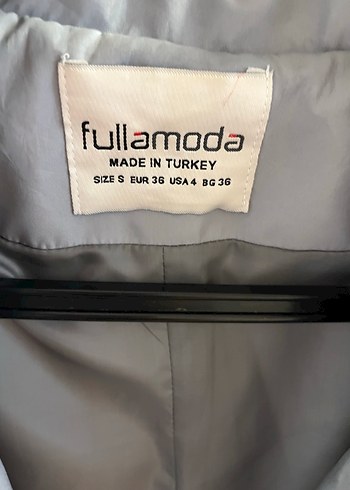 fullamoda
MADE IN TURKEY
SIZE S EUR 36 USA 4 BG 36